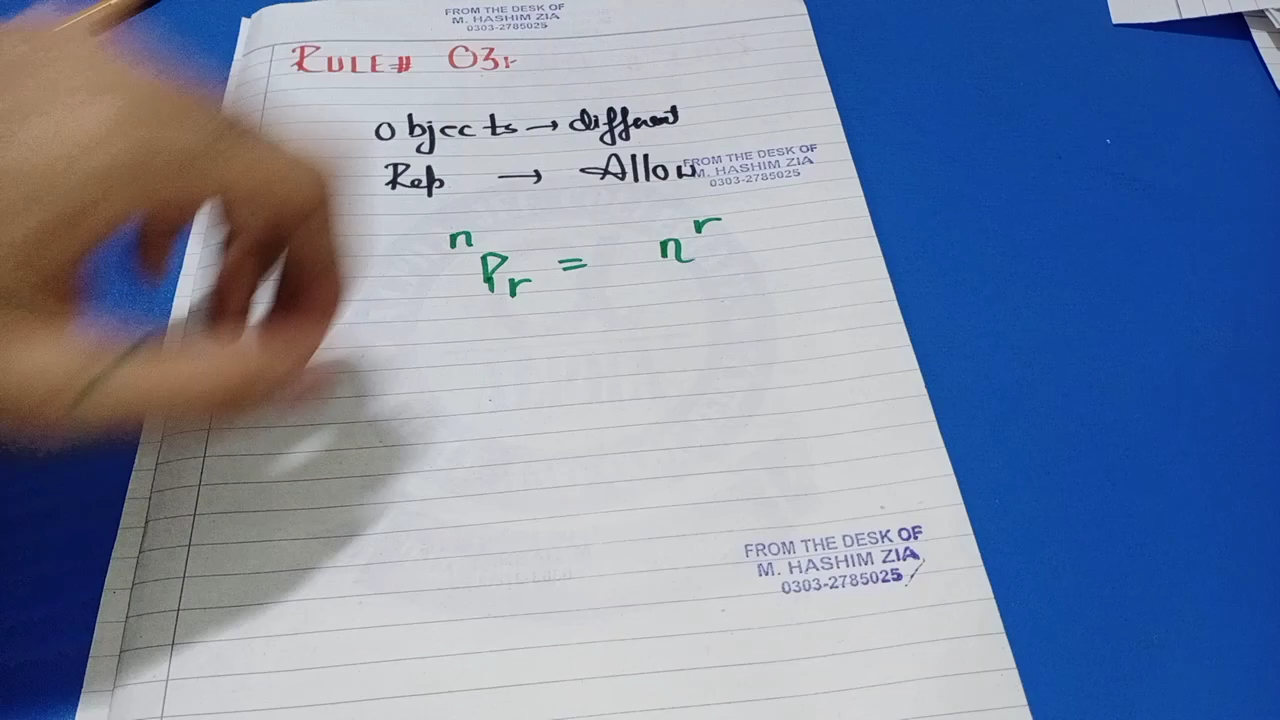 FROM THE DESK OF
M. HASHIM ZIA
0303-2785025
RULE# 03:-
Objects → different
Rep → Allow
FROM THE DESK OF
M. HASHIM ZIA
0303-2785025
ⁿPᵣ = nʳ
FROM THE DESK OF
M. HASHIM ZIA
0303-2785025